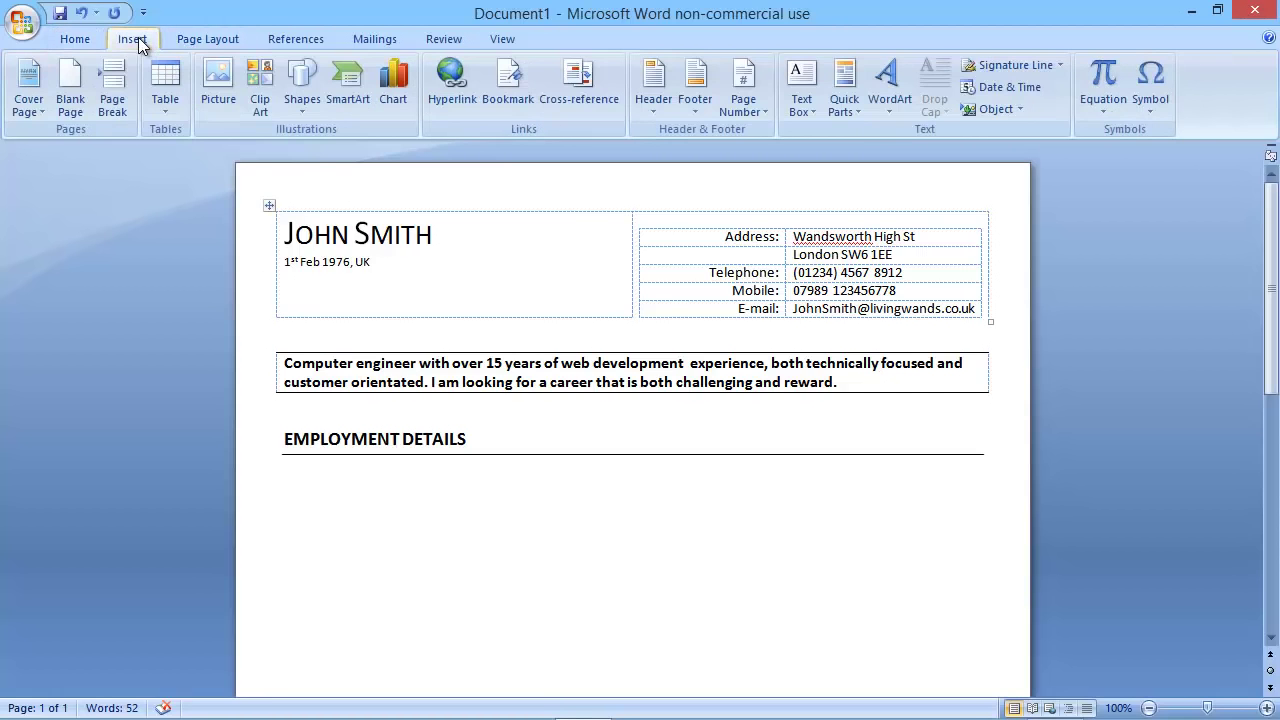 Document1 - Microsoft Word non-commercial use
Home Insert Page Layout References Mailings Review View
Cover Page Blank Page Page Break Table Picture Clip Art Shapes SmartArt Chart Hyperlink Bookmark Cross-reference Header Footer Page Number Text Box Quick Parts WordArt Drop Cap Signature Line Date & Time Object Equation Symbol
Pages Tables Illustrations Links Header & Footer Text Symbols
JOHN SMITH
1st Feb 1976, UK
Address: Wandsworth High St
London SW6 1EE
Telephone: (01234) 4567 8912
Mobile: 07989 123456778
E-mail: JohnSmith@livingwands.co.uk
Computer engineer with over 15 years of web development experience, both technically focused and
customer orientated. I am looking for a career that is both challenging and reward.
EMPLOYMENT DETAILS
Page: 1 of 1 Words: 52 100%